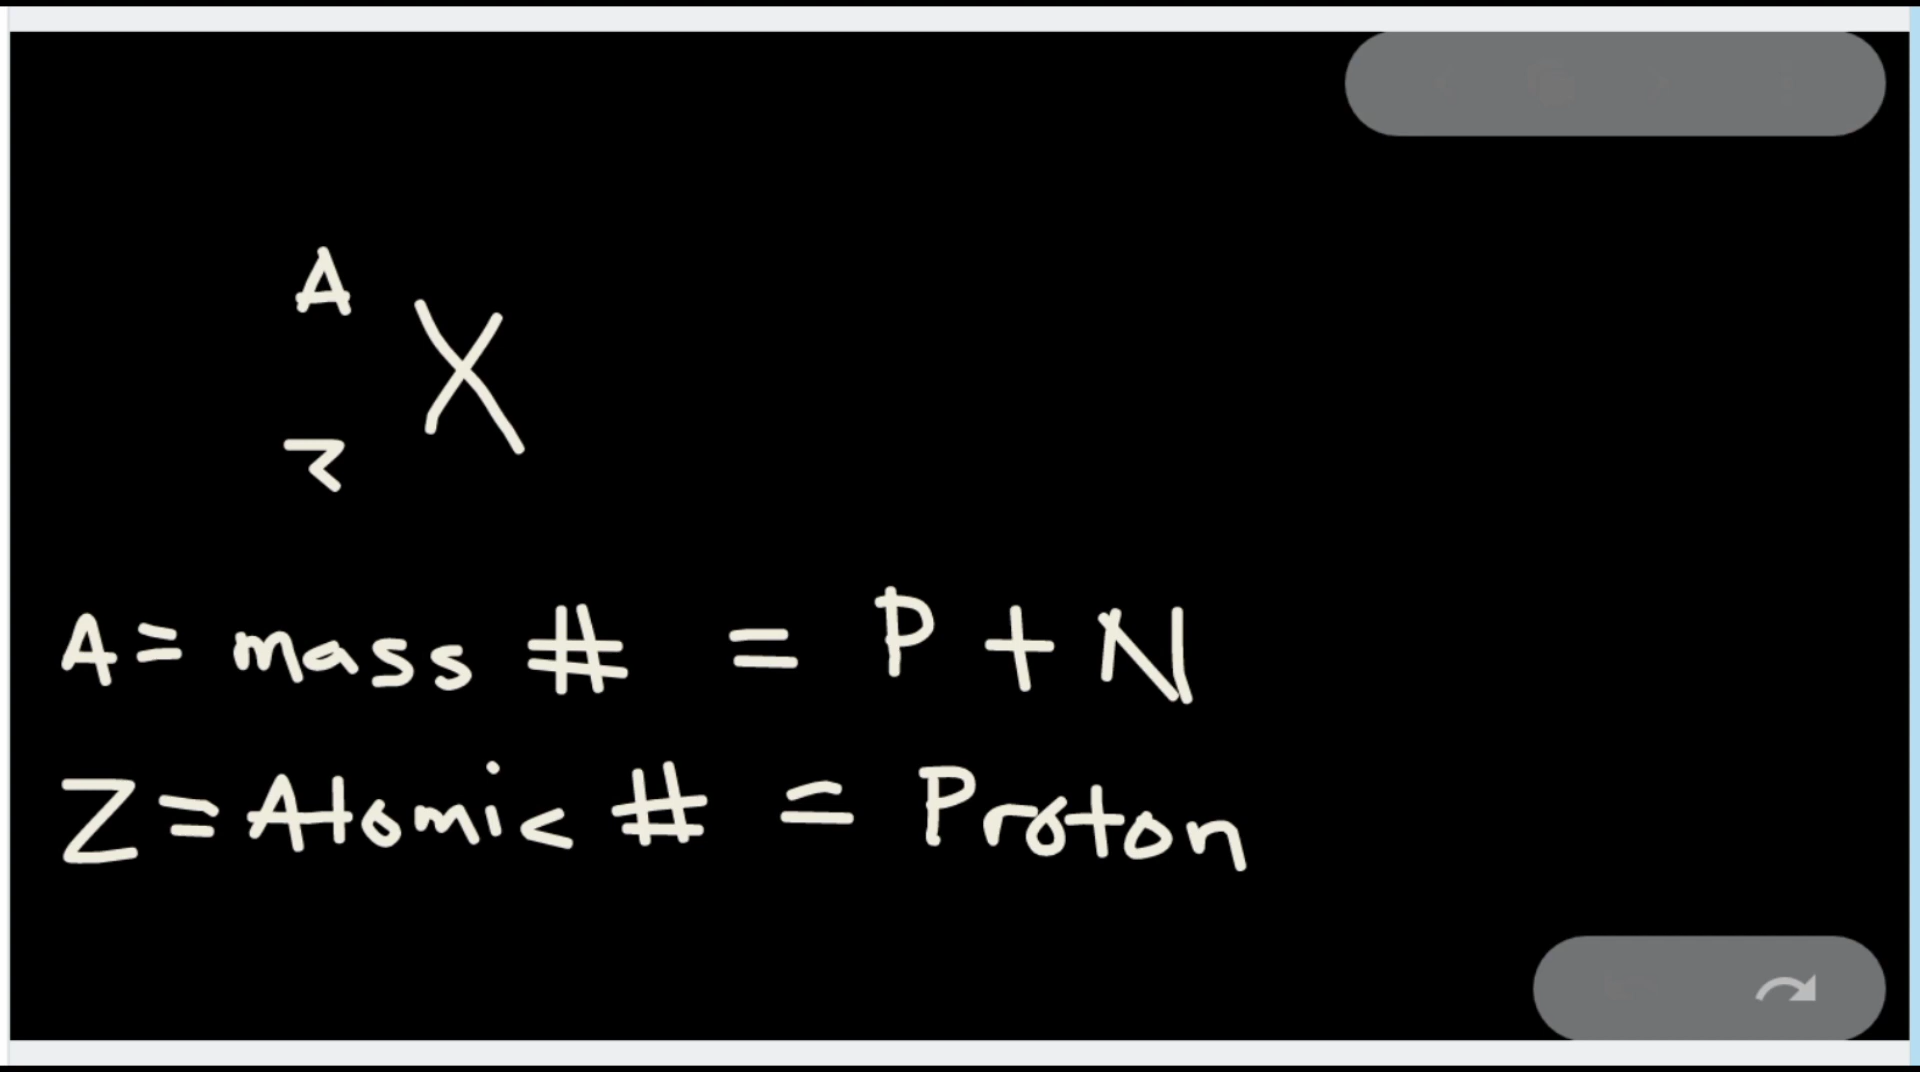 A
X
Z
A = mass # = P + N
Z = Atomic # = Proton